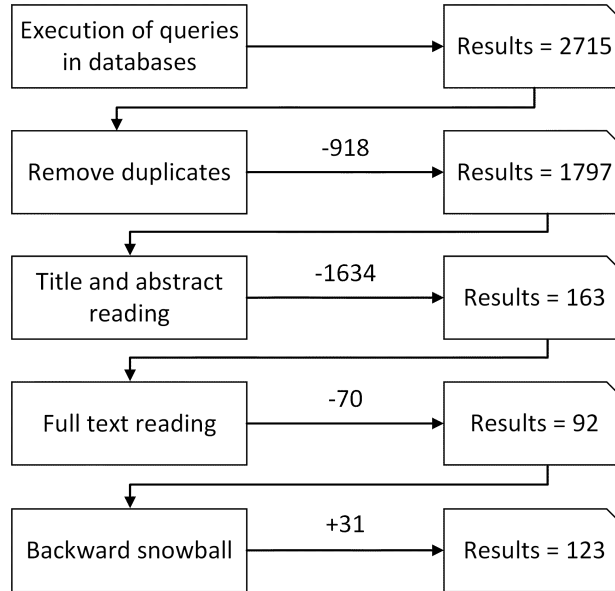 Execution of queries
in databases
Results = 2715
Remove duplicates
-918
Results = 1797
Title and abstract
reading
-1634
Results = 163
Full text reading
-70
Results = 92
Backward snowball
+31
Results = 123